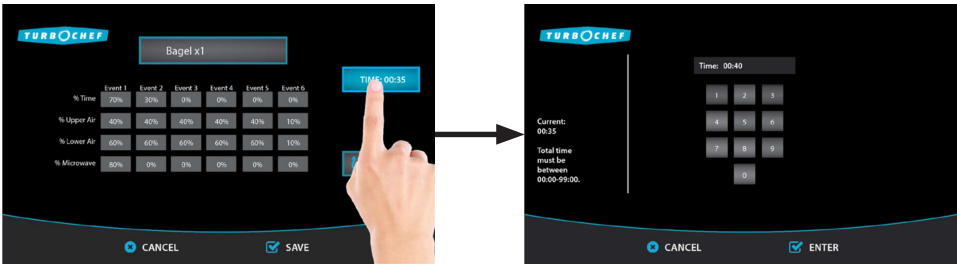 TURBOCHEF
Bagel x1
TIME: 00:35
Event 1 Event 2 Event 3 Event 4 Event 5 Event 6
% Time 70% 30% 0% 0% 0% 0%
% Upper Air 40% 40% 40% 40% 40% 10%
% Lower Air 60% 60% 60% 60% 60% 10%
% Microwave 80% 0% 0% 0% 0% 0%
CANCEL SAVE
TURBOCHEF
Time: 00:40
1 2 3
4 5 6
7 8 9
0
Current:
00:35
Total time
must be
between
00:00-99:00.
CANCEL ENTER